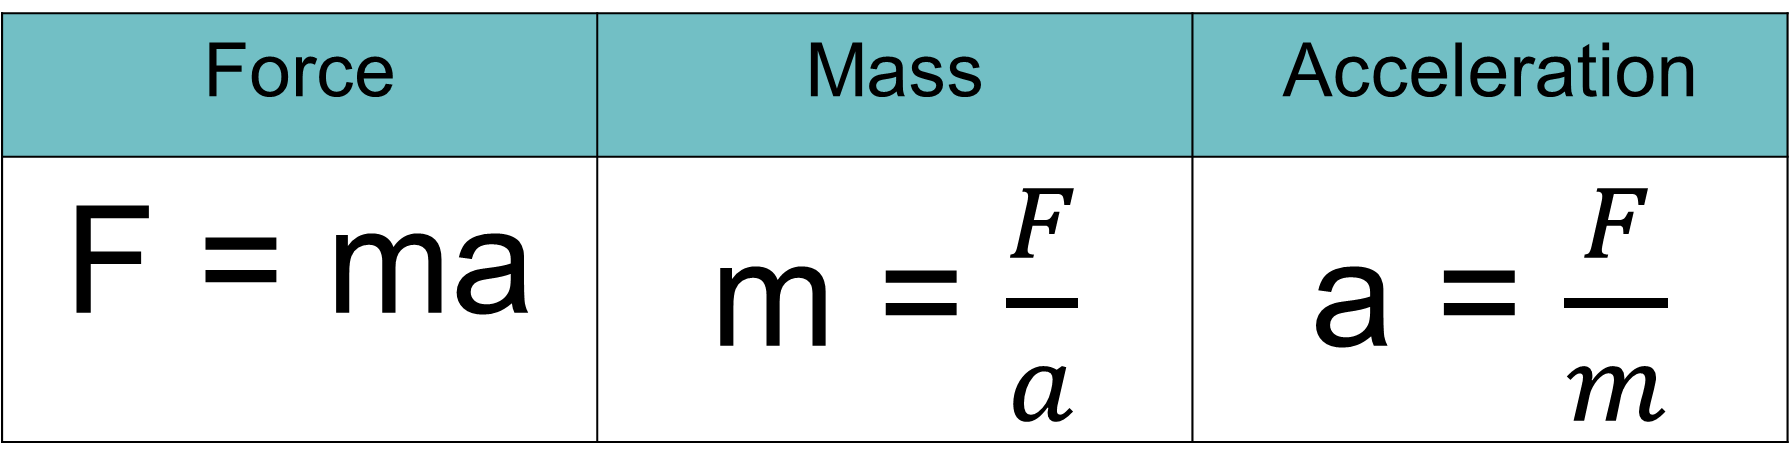 Force Mass Acceleration
F = ma m = F/a a = F/m